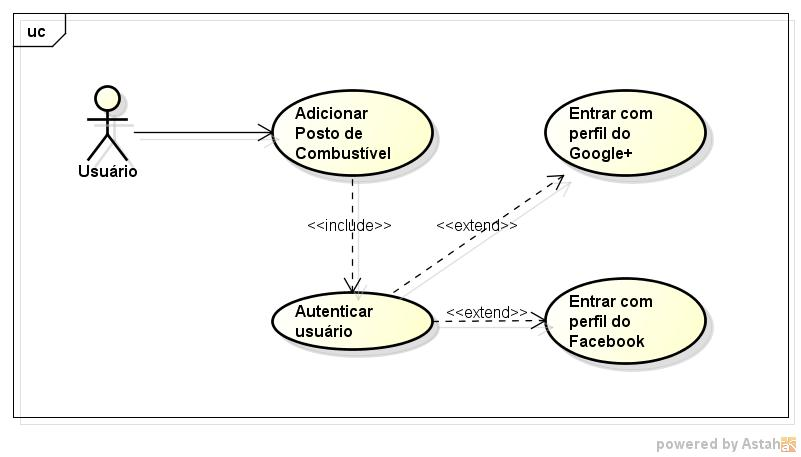 uc
Adicionar
Posto de
Combustível
Entrar com
perfil do
Google+
Usuário
<<include>>
<<extend>>
Autenticar
usuário
<<extend>>
Entrar com
perfil do
Facebook
powered by Astah